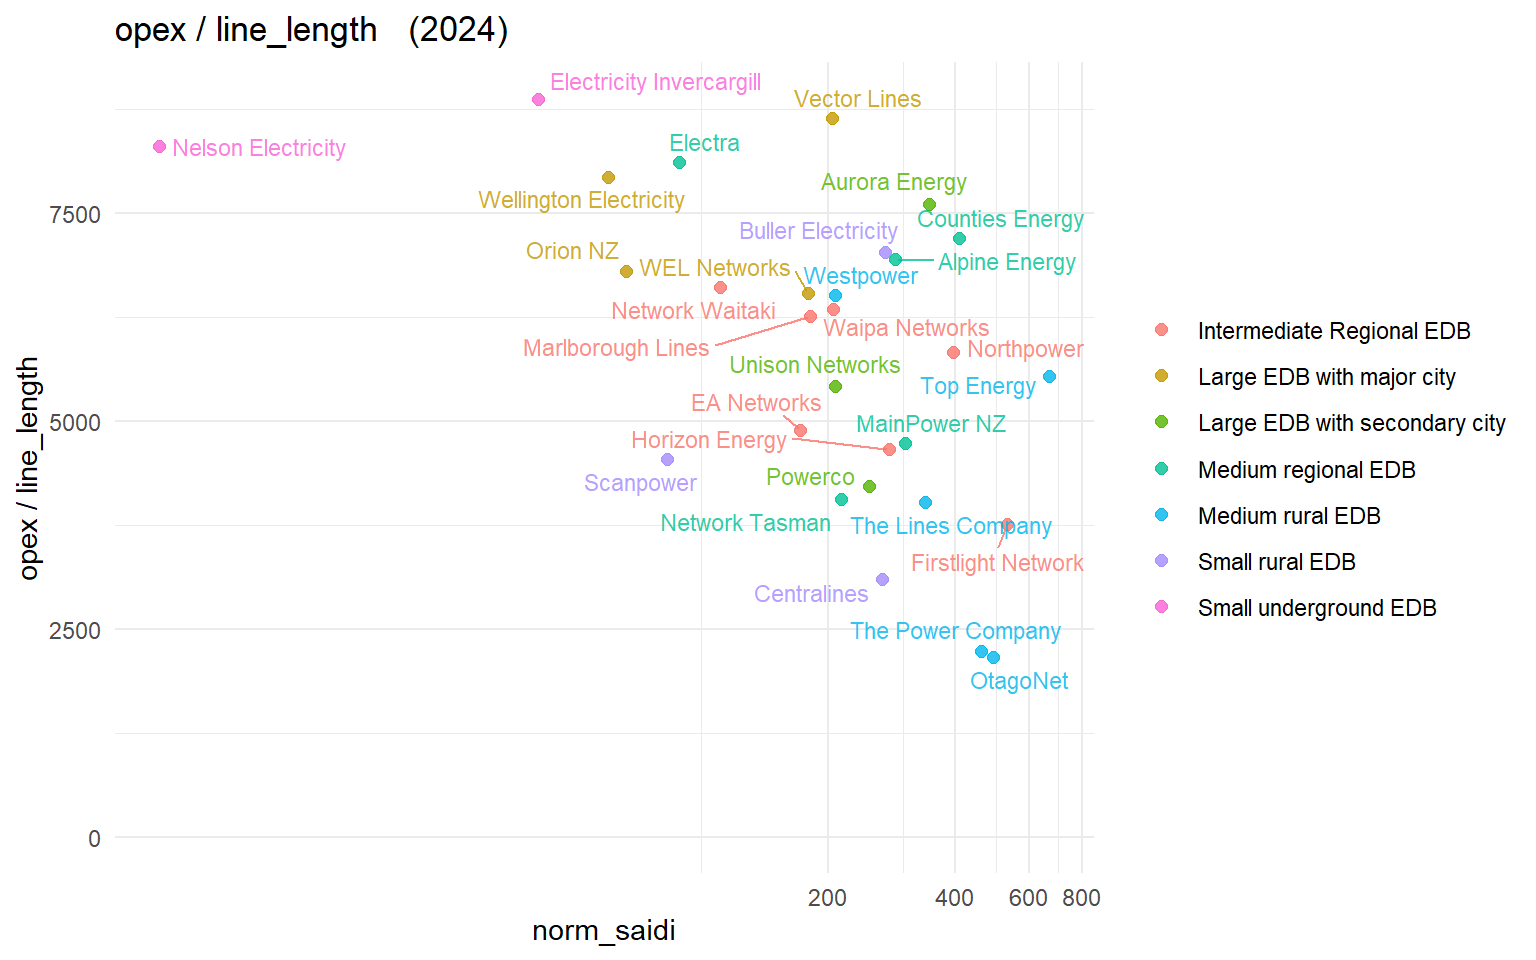 opex / line_length (2024)
Electricity Invercargill
Vector Lines
Nelson Electricity
Electra
Aurora Energy
Wellington Electricity
Counties Energy
Buller Electricity
Orion NZ
Alpine Energy
WEL Networks
Westpower
Network Waitaki
Waipa Networks
Marlborough Lines
Northpower
Unison Networks
Top Energy
EA Networks
MainPower NZ
Horizon Energy
Powerco
Scanpower
Network Tasman
The Lines Company
Firstlight Network
Centralines
The Power Company
OtagoNet
7500
5000
2500
0
opex / line_length
200
400
600
800
norm_saidi
Intermediate Regional EDB
Large EDB with major city
Large EDB with secondary city
Medium regional EDB
Medium rural EDB
Small rural EDB
Small underground EDB